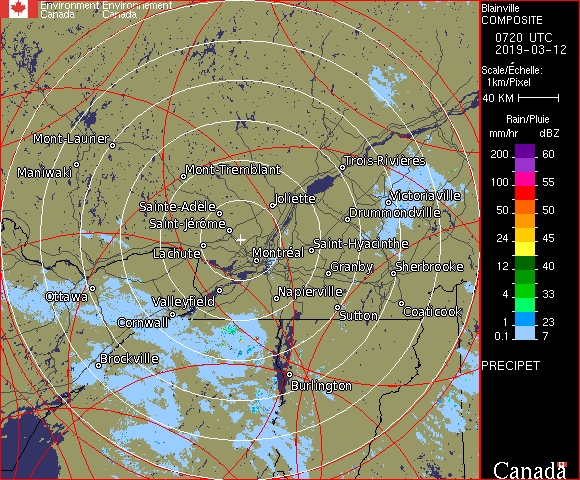 Environment Environnement
Canada Canada
Blainville
COMPOSITE
0720 UTC
2019-03-12
Scale/Échelle:
1km/Pixel
40 KM
Rain/Pluie
mm/hr dBZ
200 60
100 55
50 50
24 45
12 40
4 33
1 23
0.1 7
PRECIPET
Mont-Laurier
Maniwaki
Mont-Tremblant
Trois-Rivieres
Sainte-Adele
Joliette
Victoriaville
Saint-Jérome
Drummondville
Lachute
Montréal
Saint-Hyacinthe
Granby
Sherbrooke
Ottawa
Valleyfield
Napierville
Cornwall
Sutton
Coaticook
Brockville
Burlington
Canada